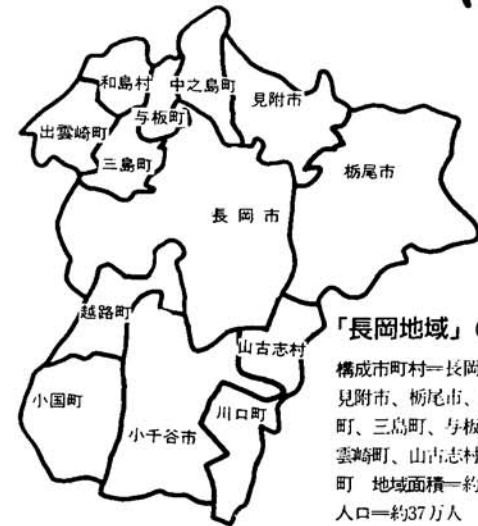 和島村
中之島町
見附市
与板町
出雲崎町
三島町
栃尾市
長岡市
越路町
山古志村
小国町
小千谷市
川口町
「長岡地域」
構成市町村=長岡
見附市、栃尾市、
町、三島町、与板
雲崎町、山古志村
町 地域面積=約
人口=約37万人